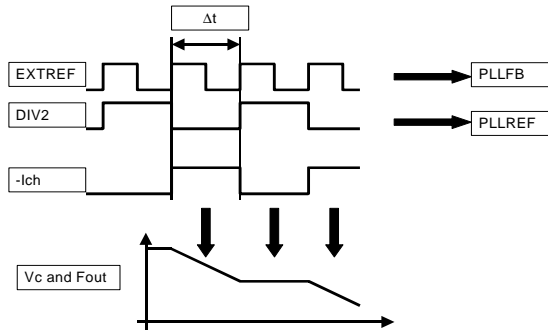 Δt
EXTREF
PLLFB
DIV2
PLLREF
-Ich
Vc and Fout